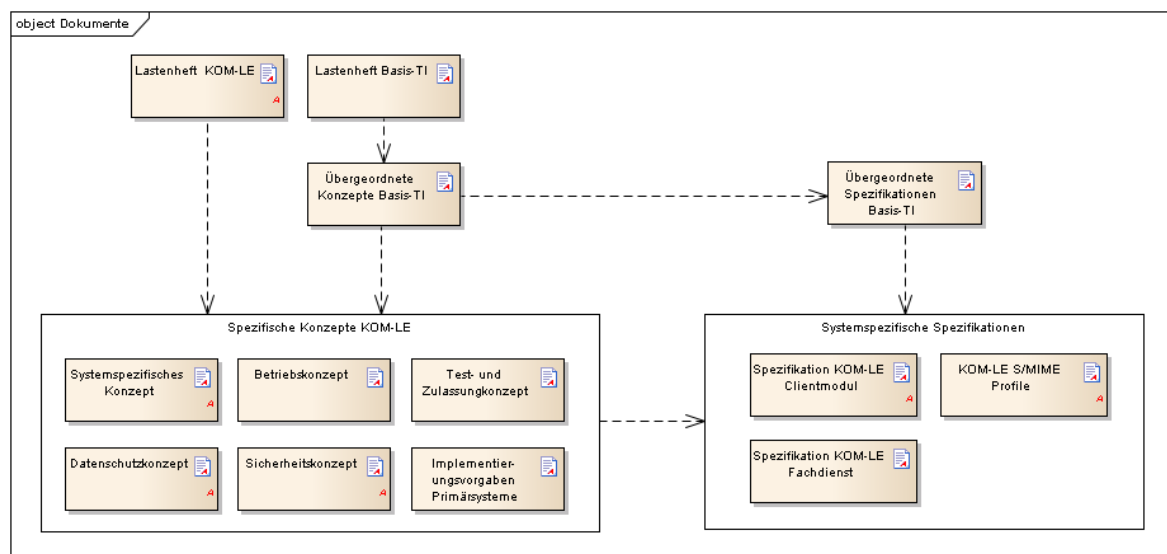 object Dokumente
Lastenheft KOM-LE
A
Lastenheft Basis-TI
Übergeordnete
Konzepte Basis-TI
Übergeordnete
Spezifikationen
Basis-TI
Spezifische Konzepte KOM-LE
Systemspezifisches
Konzept
A
Betriebskonzept
Test- und
Zulassungkonzept
Datenschutzkonzept
A
Sicherheitskonzept
A
Implementier-
ungsvorgaben
Primärsysteme
Systemspezifische Spezifikationen
Spezifikation KOM-LE
Clientmodul
A
KOM-LE S/MIME
Profile
A
Spezifikation KOM-LE
Fachdienst